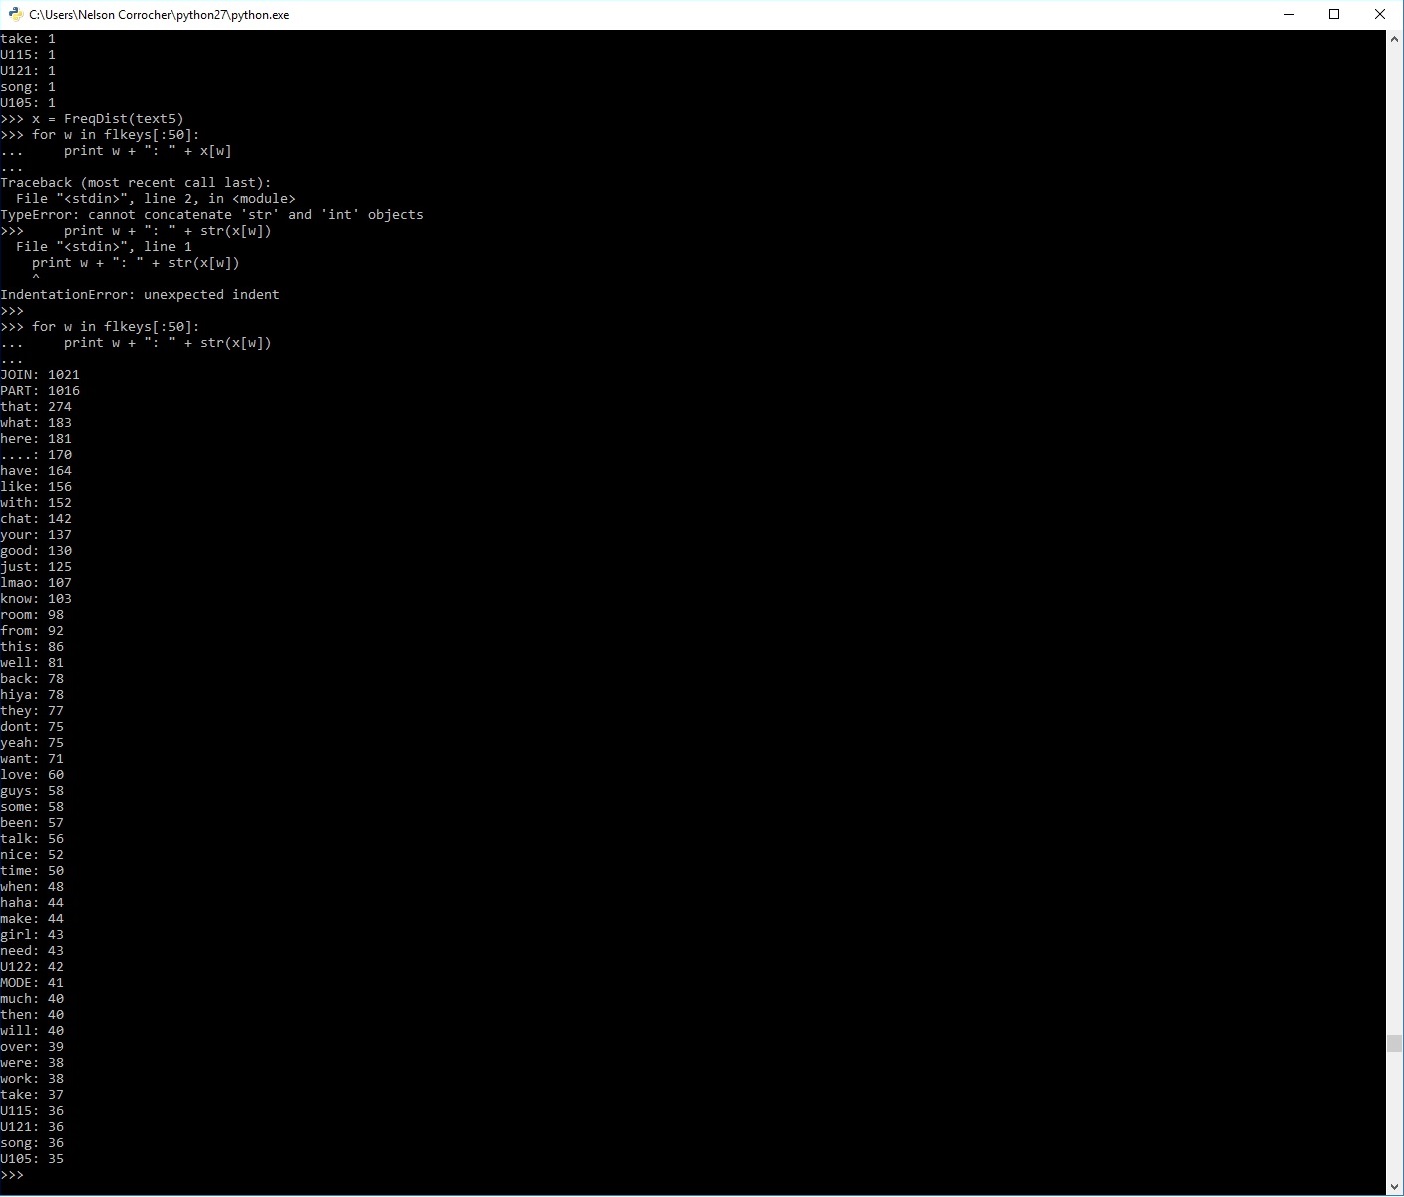 C:\Users\Nelson Corrocher\python27\python.exe
take: 1
U115: 1
U121: 1
song: 1
U105: 1
>>> x = FreqDist(text5)
>>> for w in flkeys[:50]:
...     print w + ": " + x[w]
...
Traceback (most recent call last):
  File "<stdin>", line 2, in <module>
TypeError: cannot concatenate 'str' and 'int' objects
>>>     print w + ": " + str(x[w])
  File "<stdin>", line 1
    print w + ": " + str(x[w])
    ^
IndentationError: unexpected indent
>>>
>>> for w in flkeys[:50]:
...     print w + ": " + str(x[w])
...
JOIN: 1021
PART: 1016
that: 274
what: 183
here: 181
....: 170
have: 164
like: 156
with: 152
chat: 142
your: 137
good: 130
just: 125
lmao: 107
know: 103
room: 98
from: 92
this: 86
well: 81
back: 78
hiya: 78
they: 77
dont: 75
yeah: 75
want: 71
love: 60
guys: 58
some: 58
been: 57
talk: 56
nice: 52
time: 50
when: 48
haha: 44
make: 44
girl: 43
need: 43
U122: 42
MODE: 41
much: 40
then: 40
will: 40
over: 39
were: 38
work: 38
take: 37
U115: 36
U121: 36
song: 36
U105: 35
>>>